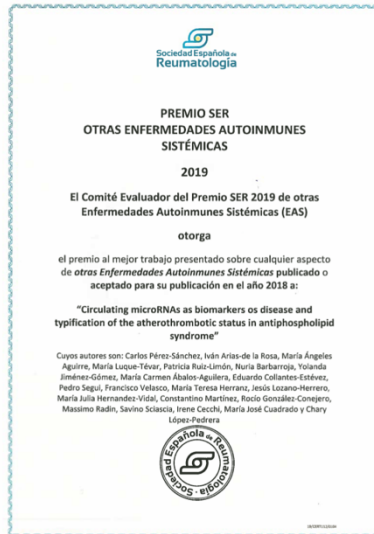 Sociedad Española de
Reumatología
PREMIO SER
OTRAS ENFERMEDADES AUTOINMUNES
SISTÉMICAS
2019
El Comité Evaluador del Premio SER 2019 de otras
Enfermedades Autoinmunes Sistémicas (EAS)
otorga
el premio al mejor trabajo presentado sobre cualquier aspecto
de otras Enfermedades Autoinmunes Sistémicas publicado o
aceptado para su publicación en el año 2018 a:
“Circulating microRNAs as biomarkers os disease and
typification of the atherothrombotic status in antiphospholipid
syndrome”
Cuyos autores son: Carlos Pérez-Sánchez, Iván Arias-de la Rosa, María Ángeles
Aguirre, María Luque-Tévar, Patricia Ruiz-Limón, Nuria Barbarroja, Yolanda
Jiménez-Gómez, María Carmen Ábalos-Aguilera, Eduardo Collantes-Estévez,
Pedro Segui, Francisco Velasco, María Teresa Herranz, Jesús Lozano-Herrero,
María Julia Hernandez-Vidal, Constantino Martínez, Rocío González-Conejero,
Massimo Radin, Savino Sciascia, Irene Cecchi, María José Cuadrado y Chary
López-Pedrera
Sociedad Española de Reumatología